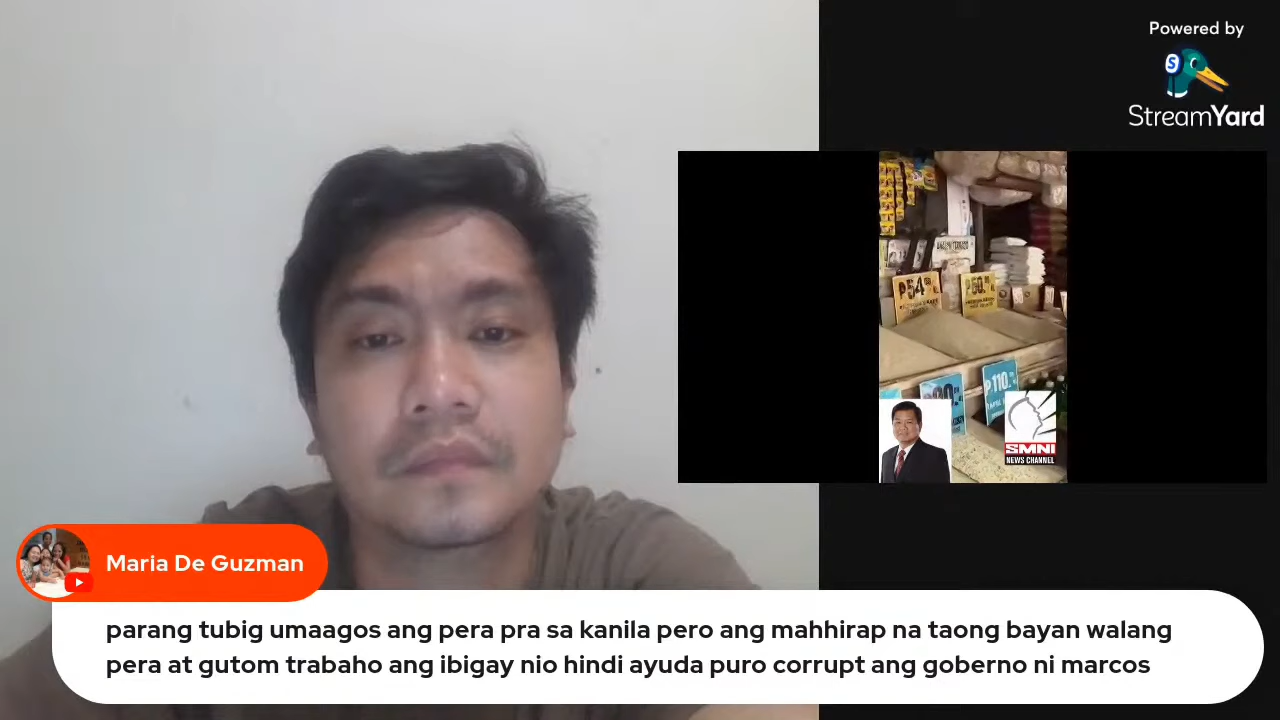 Powered by
StreamYard
₱54
₱110.
SMNI
NEWS CHANNEL
Maria De Guzman
parang tubig umaagos ang pera pra sa kanila pero ang mahhirap na taong bayan walang
pera at gutom trabaho ang ibigay nio hindi ayuda puro corrupt ang goberno ni marcos